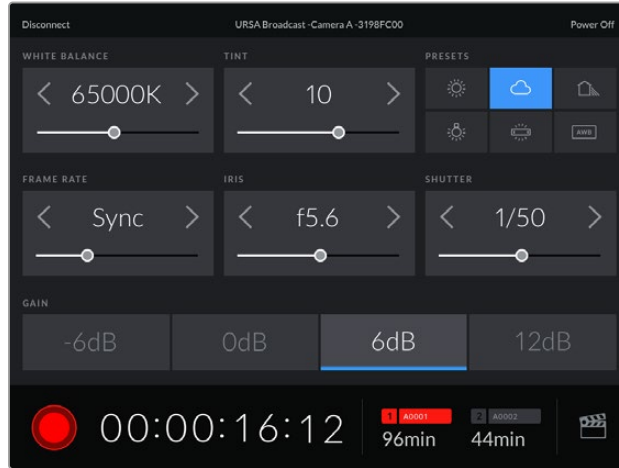 Disconnect URSA Broadcast -Camera A -3198FC00 Power Off
WHITE BALANCE TINT PRESETS
65000K 10
AWB
FRAME RATE IRIS SHUTTER
Sync f5.6 1/50
GAIN
-6dB 0dB 6dB 12dB
00:00:16:12 1 A0001 2 A0002
96min 44min